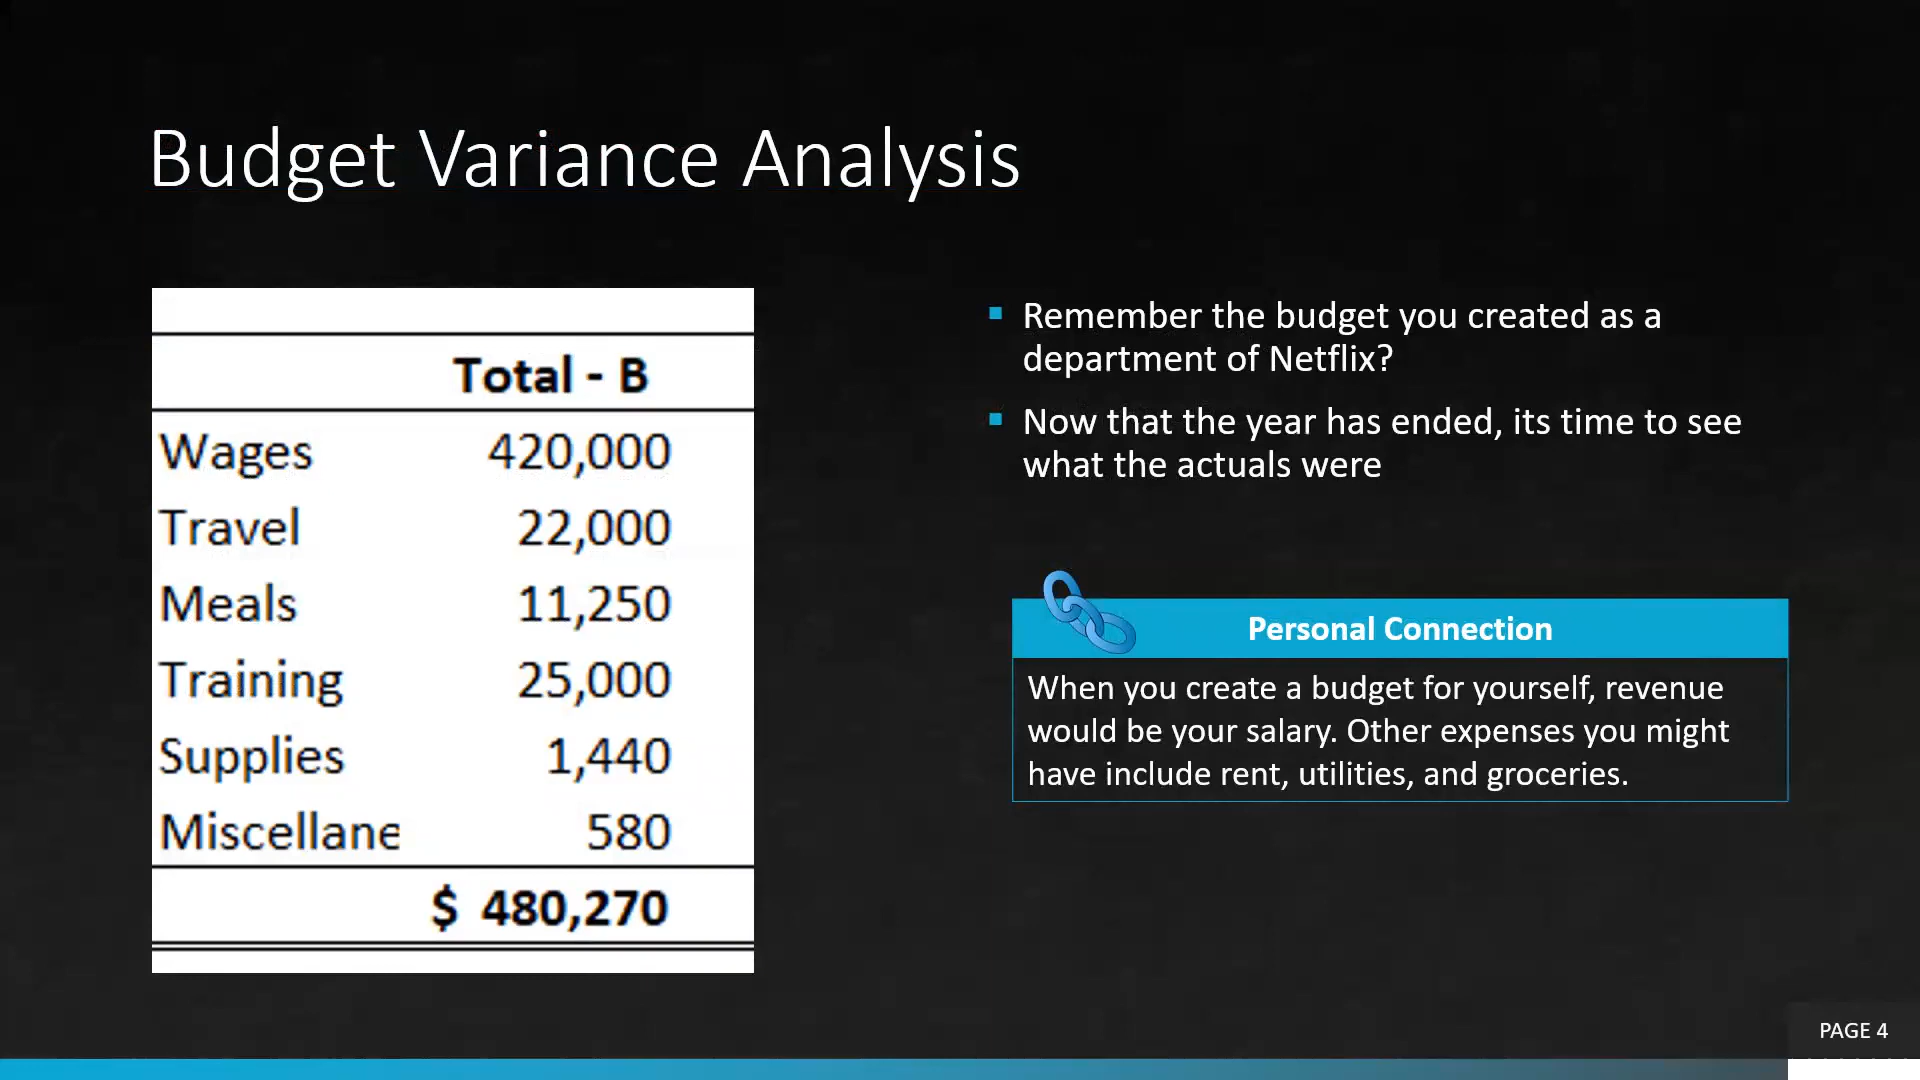 Budget Variance Analysis
Total - B
Wages 420,000
Travel 22,000
Meals 11,250
Training 25,000
Supplies 1,440
Miscellane 580
$ 480,270
Remember the budget you created as a
department of Netflix?
Now that the year has ended, its time to see
what the actuals were
Personal Connection
When you create a budget for yourself, revenue
would be your salary. Other expenses you might
have include rent, utilities, and groceries.
PAGE 4